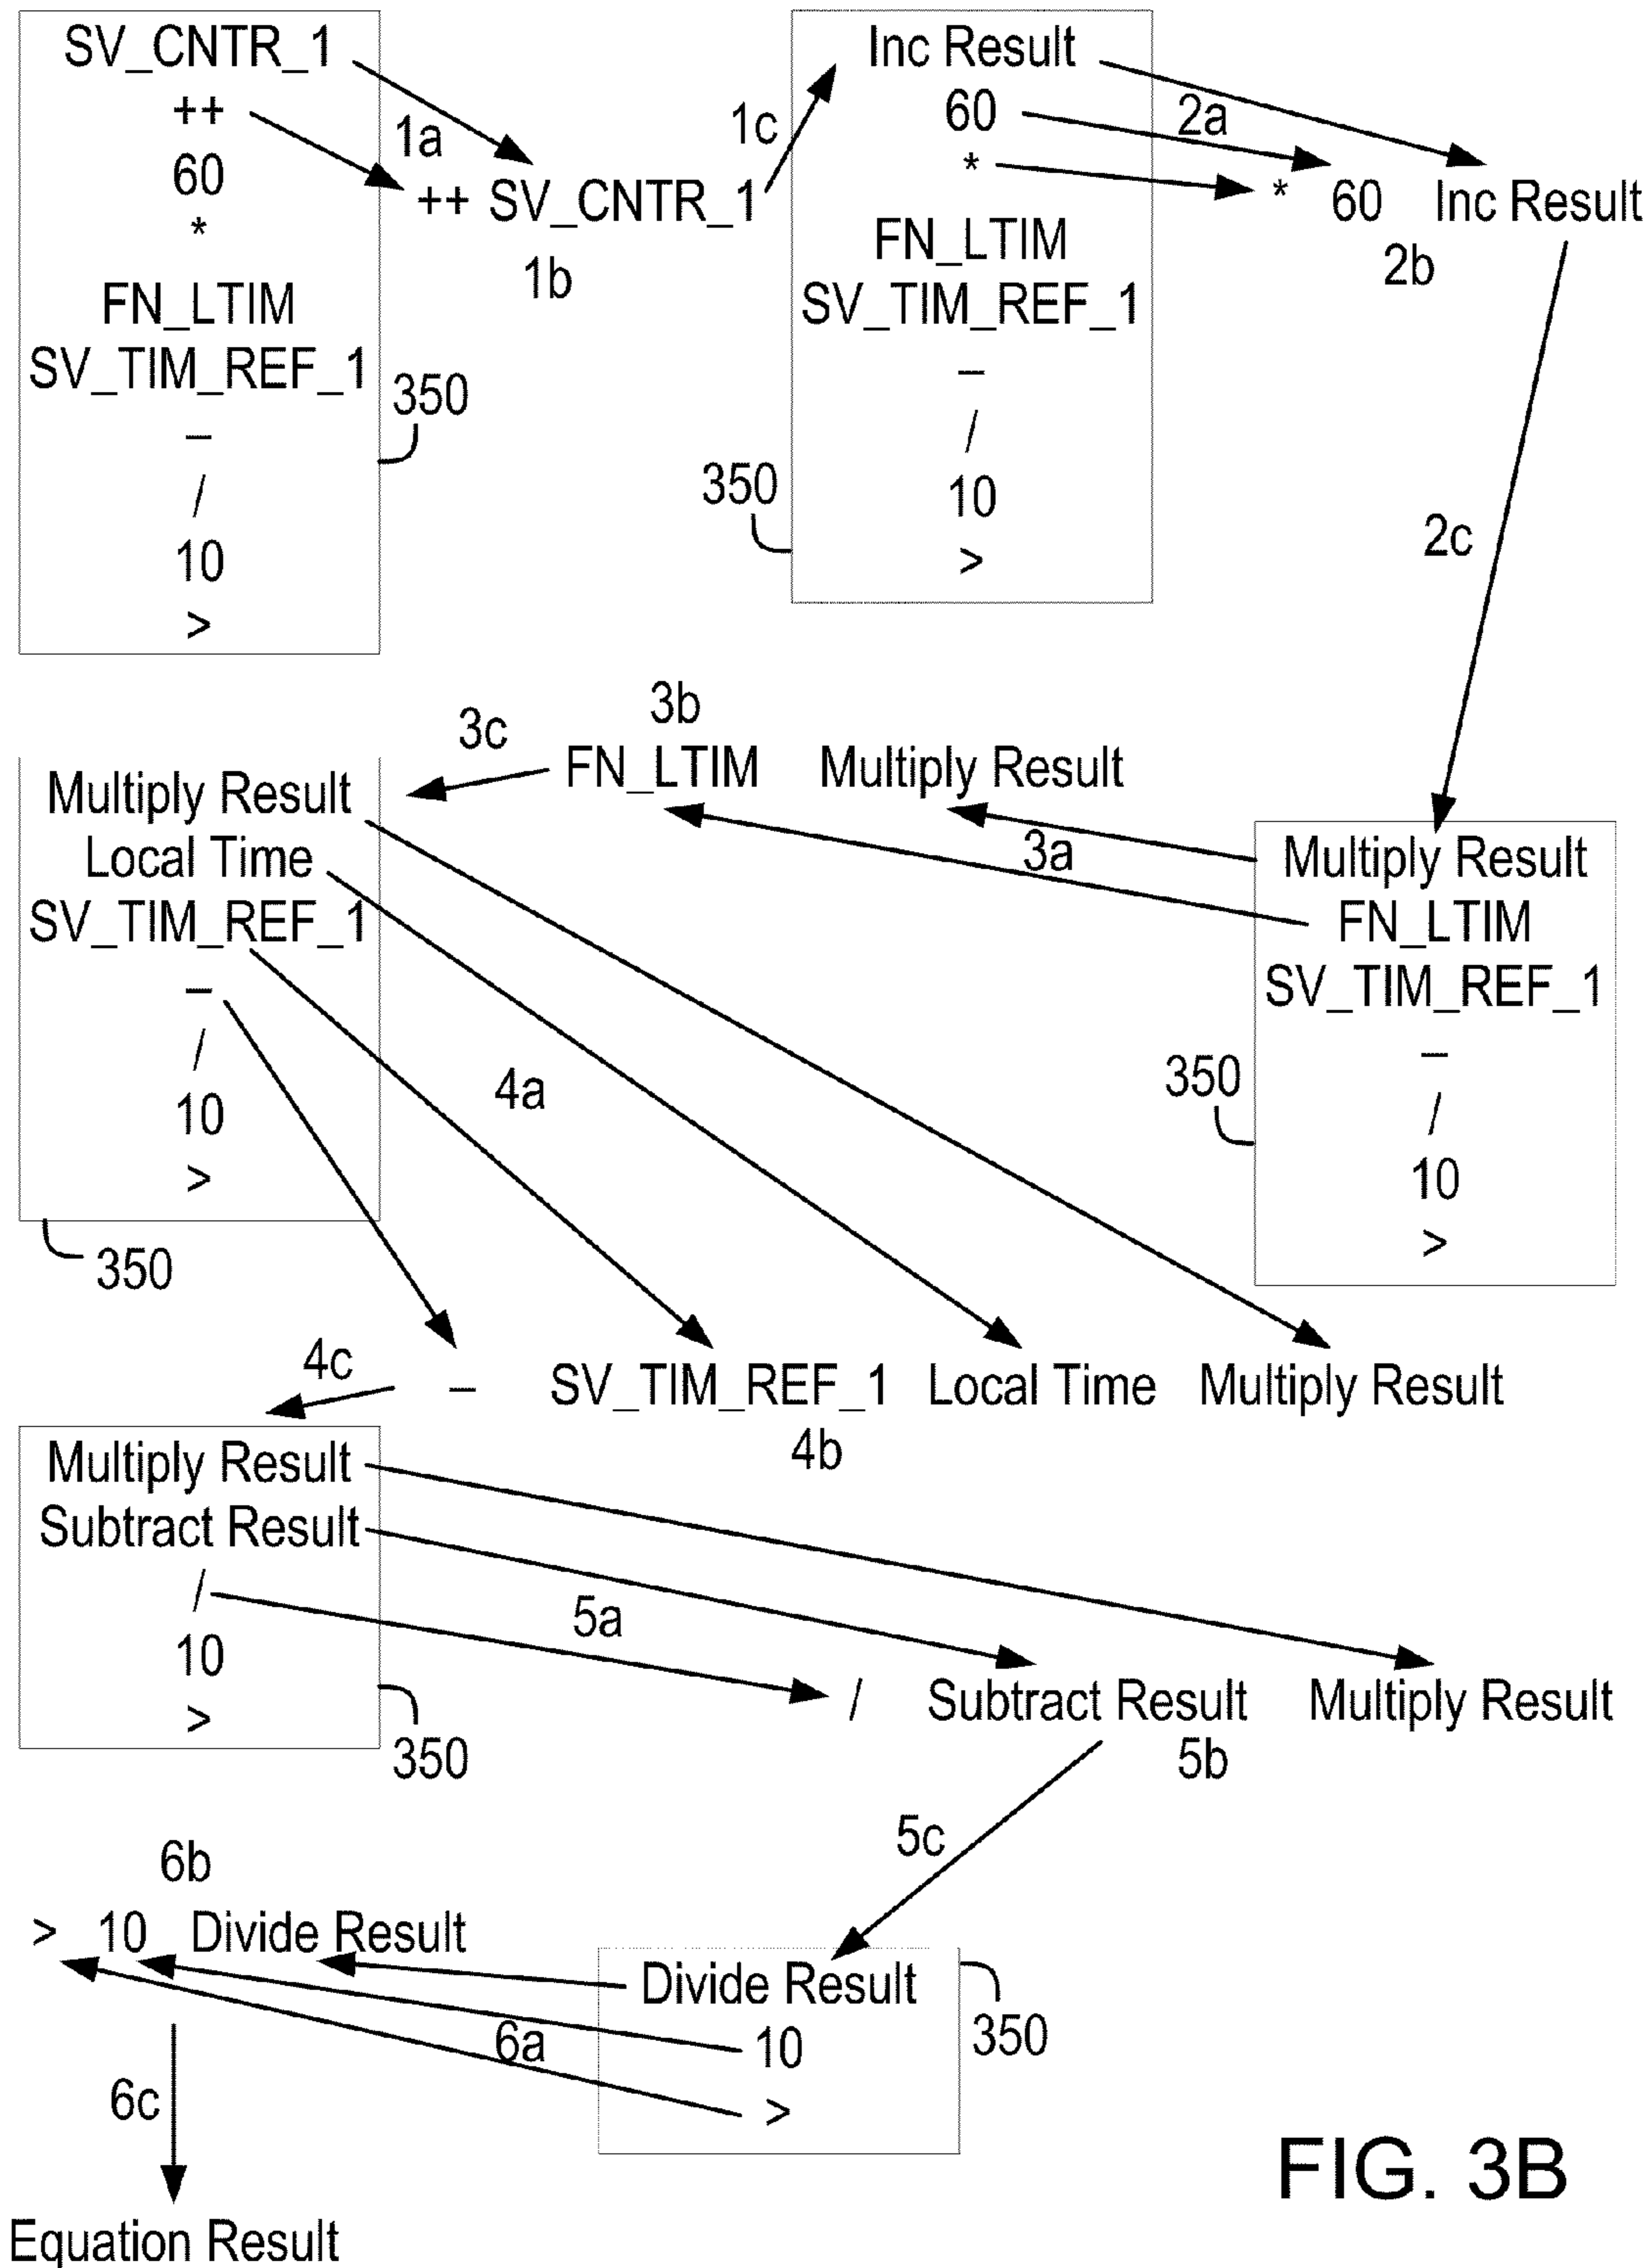 SV_CNTR_1
++
60
*
FN_LTIM
SV_TIM_REF_1
–
/
10
>
350
1a
++ SV_CNTR_1
1b
1c
Inc Result
60
*
FN_LTIM
SV_TIM_REF_1
–
/
10
>
350
2a
* 60 Inc Result
2b
2c
Multiply Result
FN_LTIM
SV_TIM_REF_1
–
/
10
>
350
3a
3b
FN_LTIM Multiply Result
3c
Multiply Result
Local Time
SV_TIM_REF_1
–
/
10
>
350
4a
– SV_TIM_REF_1 Local Time Multiply Result
4b
4c
Multiply Result
Subtract Result
/
10
>
350
5a
/ Subtract Result Multiply Result
5b
5c
Divide Result
10
>
350
6a
6b
> 10 Divide Result
6c
Equation Result
FIG. 3B